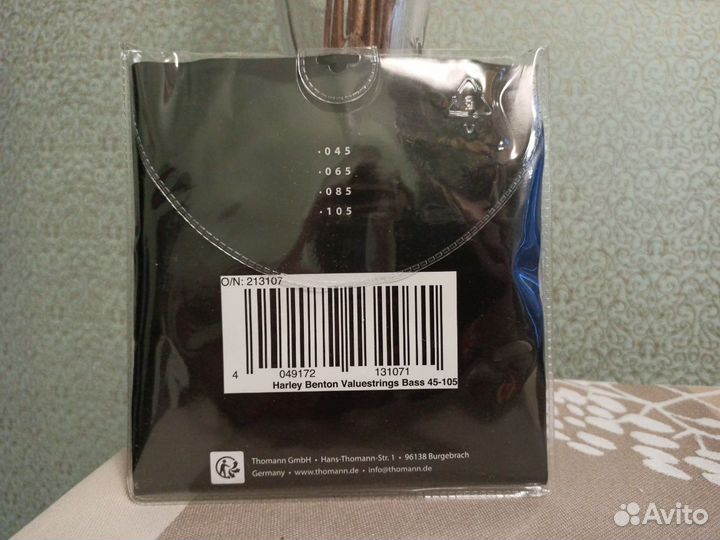 .045
.065
.085
.105
O/N: 213107
4 049172 131071
Harley Benton Valuestrings Bass 45-105
Thomann GmbH • Hans-Thomann-Str. 1 • 96138 Burgebrach
Germany • www.thomann.de • info@thomann.de
Avito